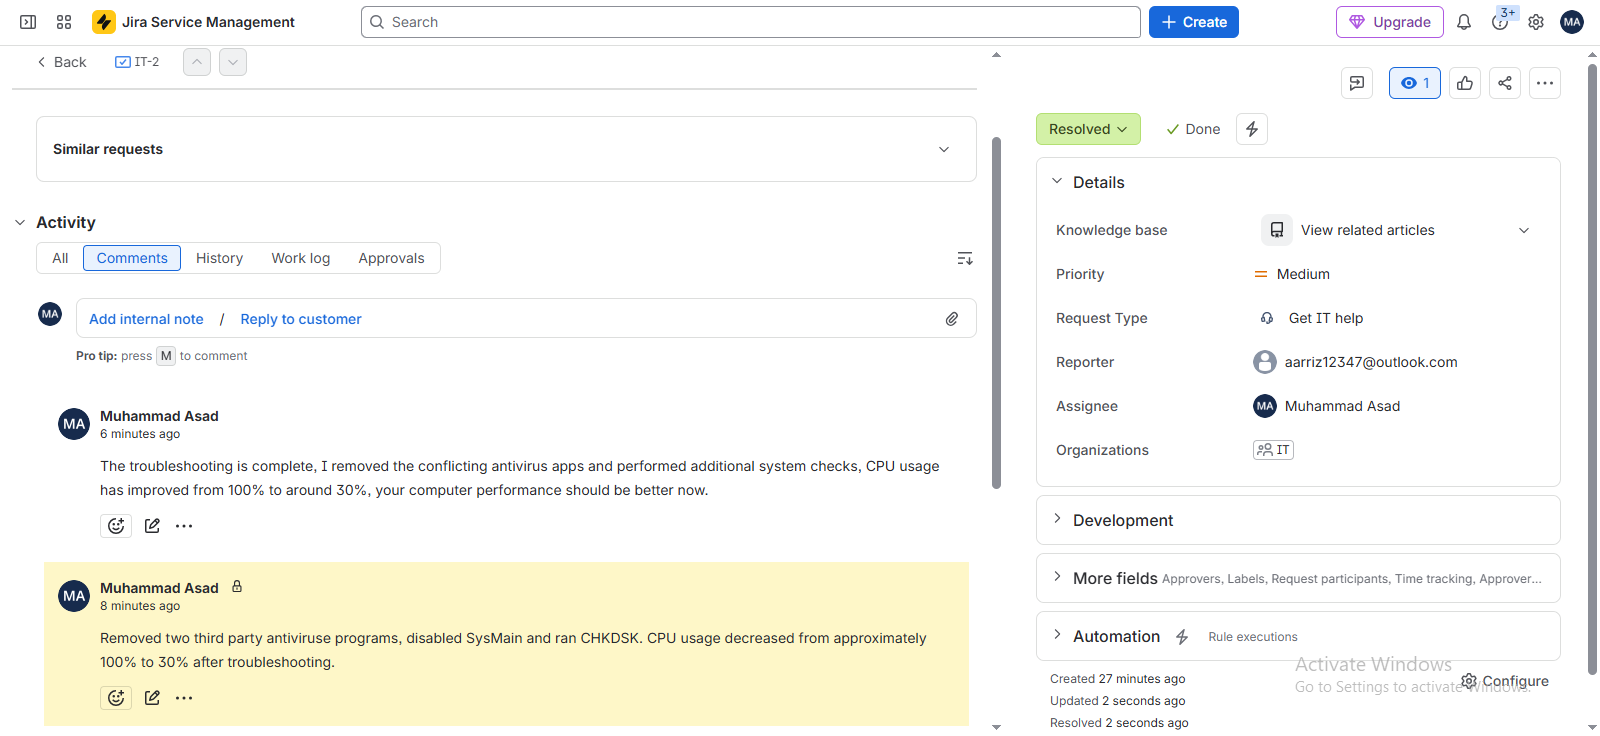 Jira Service Management
Search
Create
Upgrade
3+
MA
Back
IT-2
1
Similar requests
Resolved
Done
Activity
All
Comments
History
Work log
Approvals
MA
Add internal note / Reply to customer
Pro tip: press M to comment
MA
Muhammad Asad
6 minutes ago
The troubleshooting is complete, I removed the conflicting antivirus apps and performed additional system checks, CPU usage
has improved from 100% to around 30%, your computer performance should be better now.
MA
Muhammad Asad
8 minutes ago
Removed two third party antiviruse programs, disabled SysMain and ran CHKDSK. CPU usage decreased from approximately
100% to 30% after troubleshooting.
Details
Knowledge base
View related articles
Priority
Medium
Request Type
Get IT help
Reporter
aarriz12347@outlook.com
Assignee
MA
Muhammad Asad
Organizations
IT
Development
More fields Approvers, Labels, Request participants, Time tracking, Approver...
Automation
Rule executions
Created 27 minutes ago
Updated 2 seconds ago
Resolved 2 seconds ago
Configure
Activate Windows
Go to Settings to activate Windows.